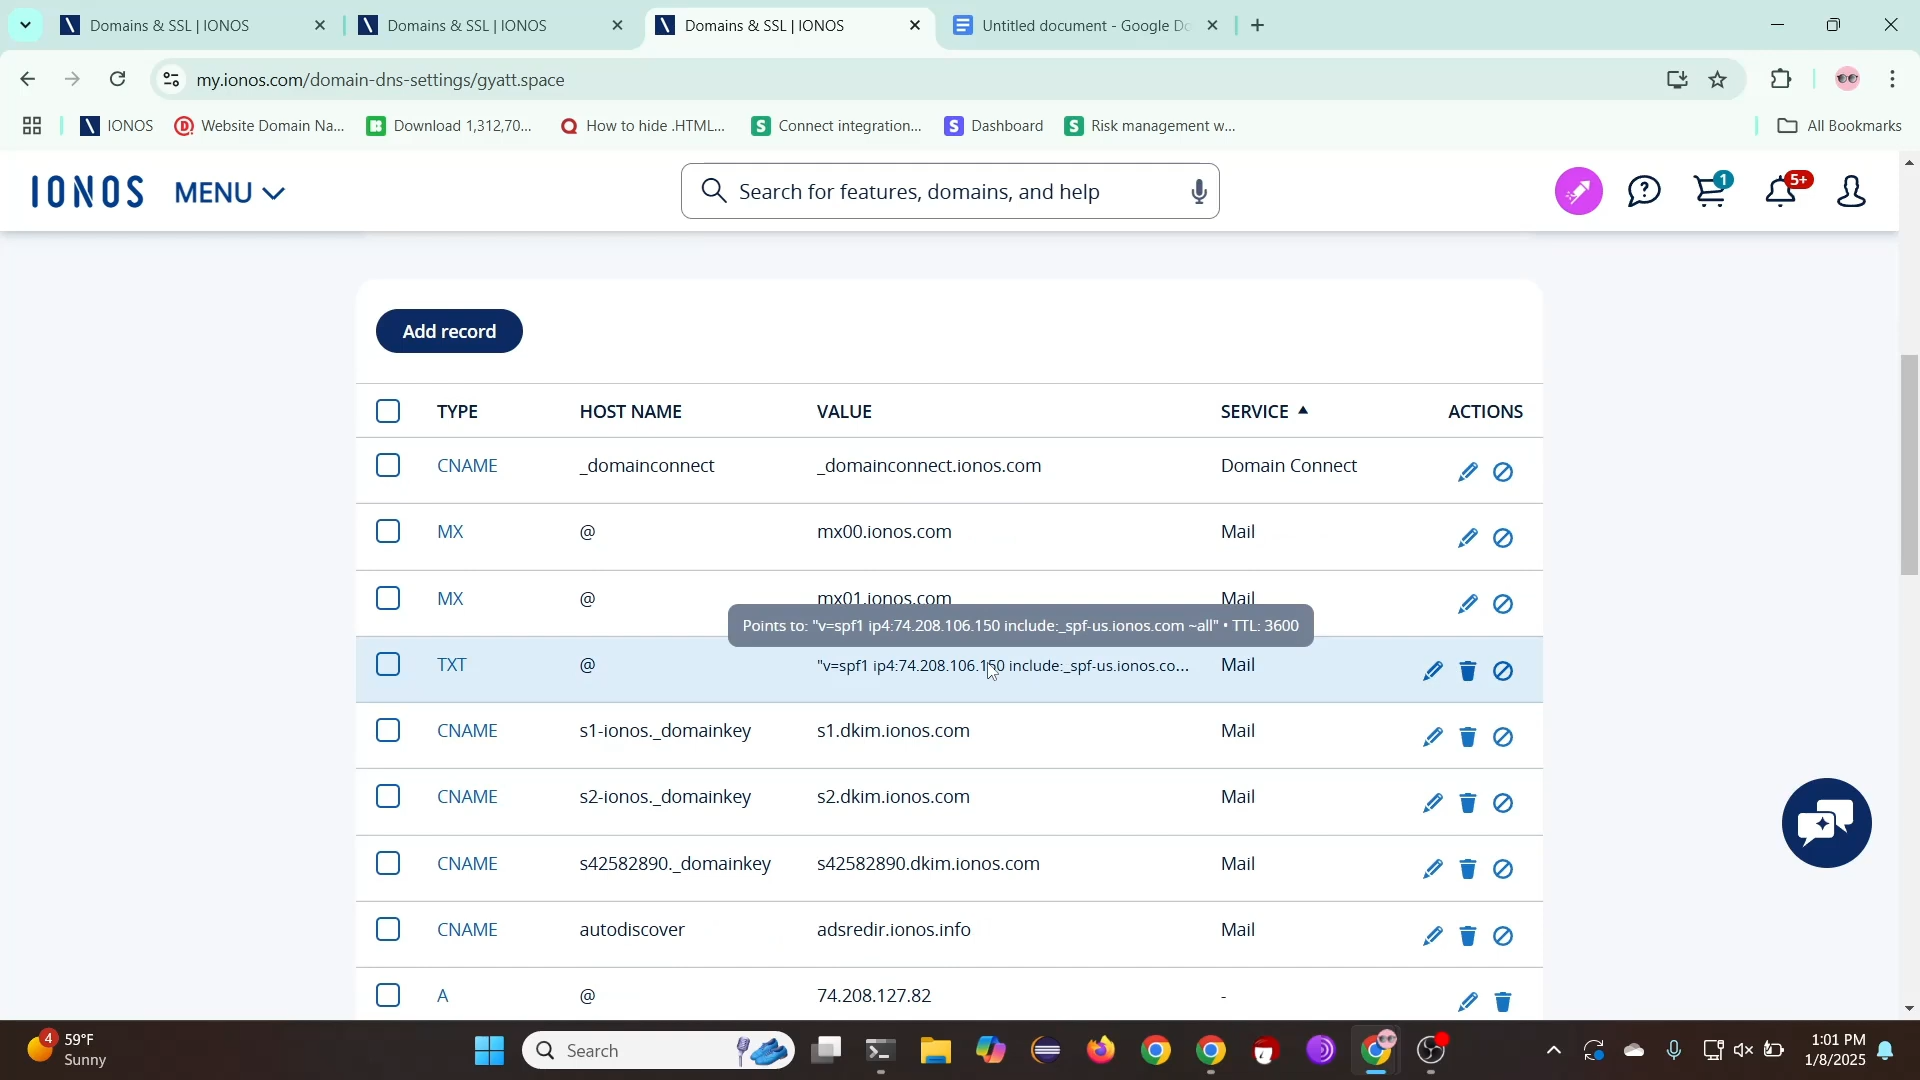 Domains & SSL | IONOS
Domains & SSL | IONOS
Domains & SSL | IONOS
Untitled document - Google Do
my.ionos.com/domain-dns-settings/gyatt.space
IONOS
Website Domain Na...
Download 1,312,70...
How to hide .HTML...
Connect integration...
Dashboard
Risk management w...
All Bookmarks
IONOS
MENU
Search for features, domains, and help
1
5+
Add record
TYPE HOST NAME VALUE SERVICE ACTIONS
CNAME _domainconnect _domainconnect.ionos.com Domain Connect
MX @ mx00.ionos.com Mail
MX @ mx01.ionos.com Mail
Points to: "v=spf1 ip4:74.208.106.150 include:_spf-us.ionos.com ~all" • TTL: 3600
TXT @ "v=spf1 ip4:74.208.106.150 include:_spf-us.ionos.co... Mail
CNAME s1-ionos._domainkey s1.dkim.ionos.com Mail
CNAME s2-ionos._domainkey s2.dkim.ionos.com Mail
CNAME s42582890._domainkey s42582890.dkim.ionos.com Mail
CNAME autodiscover adsredir.ionos.info Mail
A @ 74.208.127.82 -
4
59°F
Sunny
Search
1:01 PM
1/8/2025